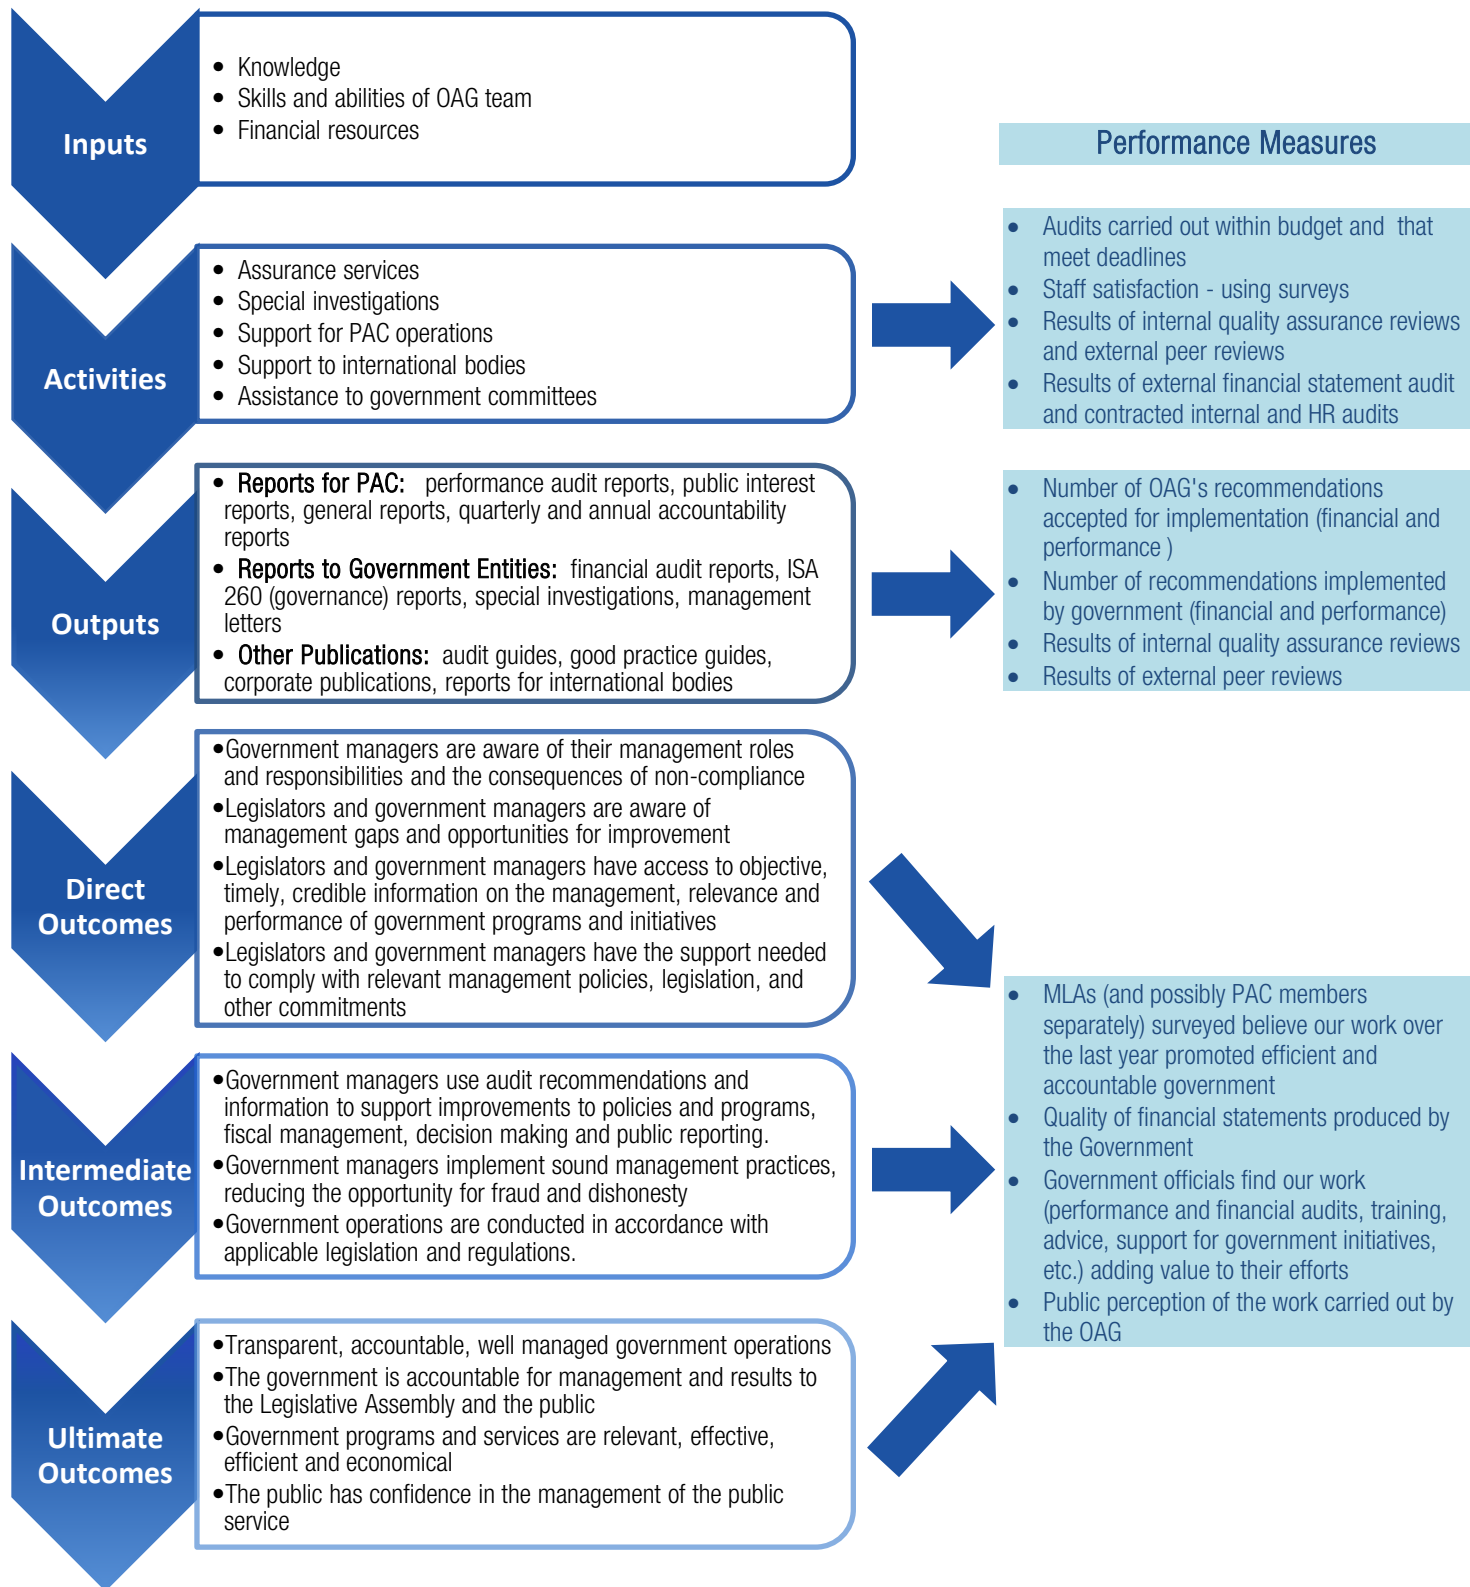 Inputs
• Knowledge
• Skills and abilities of OAG team
• Financial resources
Performance Measures
Activities
• Assurance services
• Special investigations
• Support for PAC operations
• Support to international bodies
• Assistance to government committees
• Audits carried out within budget and that
meet deadlines
• Staff satisfaction - using surveys
• Results of internal quality assurance reviews
and external peer reviews
• Results of external financial statement audit
and contracted internal and HR audits
Outputs
• Reports for PAC: performance audit reports, public interest
reports, general reports, quarterly and annual accountability
reports
• Reports to Government Entities: financial audit reports, ISA
260 (governance) reports, special investigations, management
letters
• Other Publications: audit guides, good practice guides,
corporate publications, reports for international bodies
• Number of OAG's recommendations
accepted for implementation (financial and
performance )
• Number of recommendations implemented
by government (financial and performance)
• Results of internal quality assurance reviews
• Results of external peer reviews
Direct
Outcomes
•Government managers are aware of their management roles
and responsibilities and the consequences of non-compliance
•Legislators and government managers are aware of
management gaps and opportunities for improvement
•Legislators and government managers have access to objective,
timely, credible information on the management, relevance and
performance of government programs and initiatives
•Legislators and government managers have the support needed
to comply with relevant management policies, legislation, and
other commitments
Intermediate
Outcomes
•Government managers use audit recommendations and
information to support improvements to policies and programs,
fiscal management, decision making and public reporting.
•Government managers implement sound management practices,
reducing the opportunity for fraud and dishonesty
•Government operations are conducted in accordance with
applicable legislation and regulations.
• MLAs (and possibly PAC members
separately) surveyed believe our work over
the last year promoted efficient and
accountable government
• Quality of financial statements produced by
the Government
• Government officials find our work
(performance and financial audits, training,
advice, support for government initiatives,
etc.) adding value to their efforts
• Public perception of the work carried out by
the OAG
Ultimate
Outcomes
•Transparent, accountable, well managed government operations
•The government is accountable for management and results to
the Legislative Assembly and the public
•Government programs and services are relevant, effective,
efficient and economical
•The public has confidence in the management of the public
service